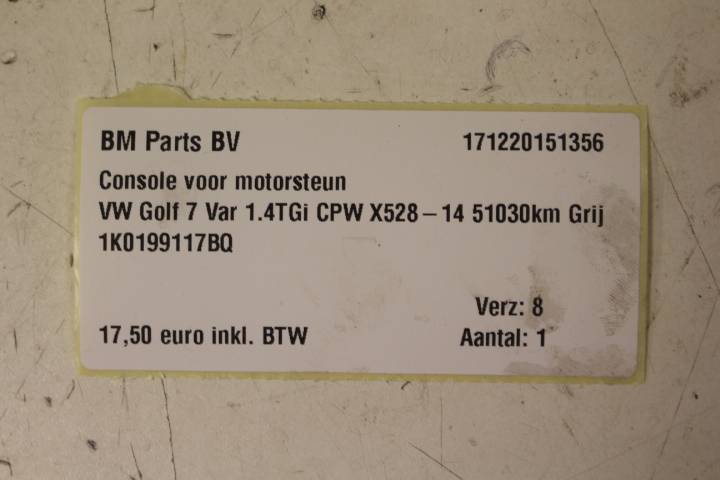 BM Parts BV 171220151356
Console voor motorsteun
VW Golf 7 Var 1.4TGi CPW X528-14 51030km Grij
1K0199117BQ
Verz: 8
17,50 euro inkl. BTW Aantal: 1